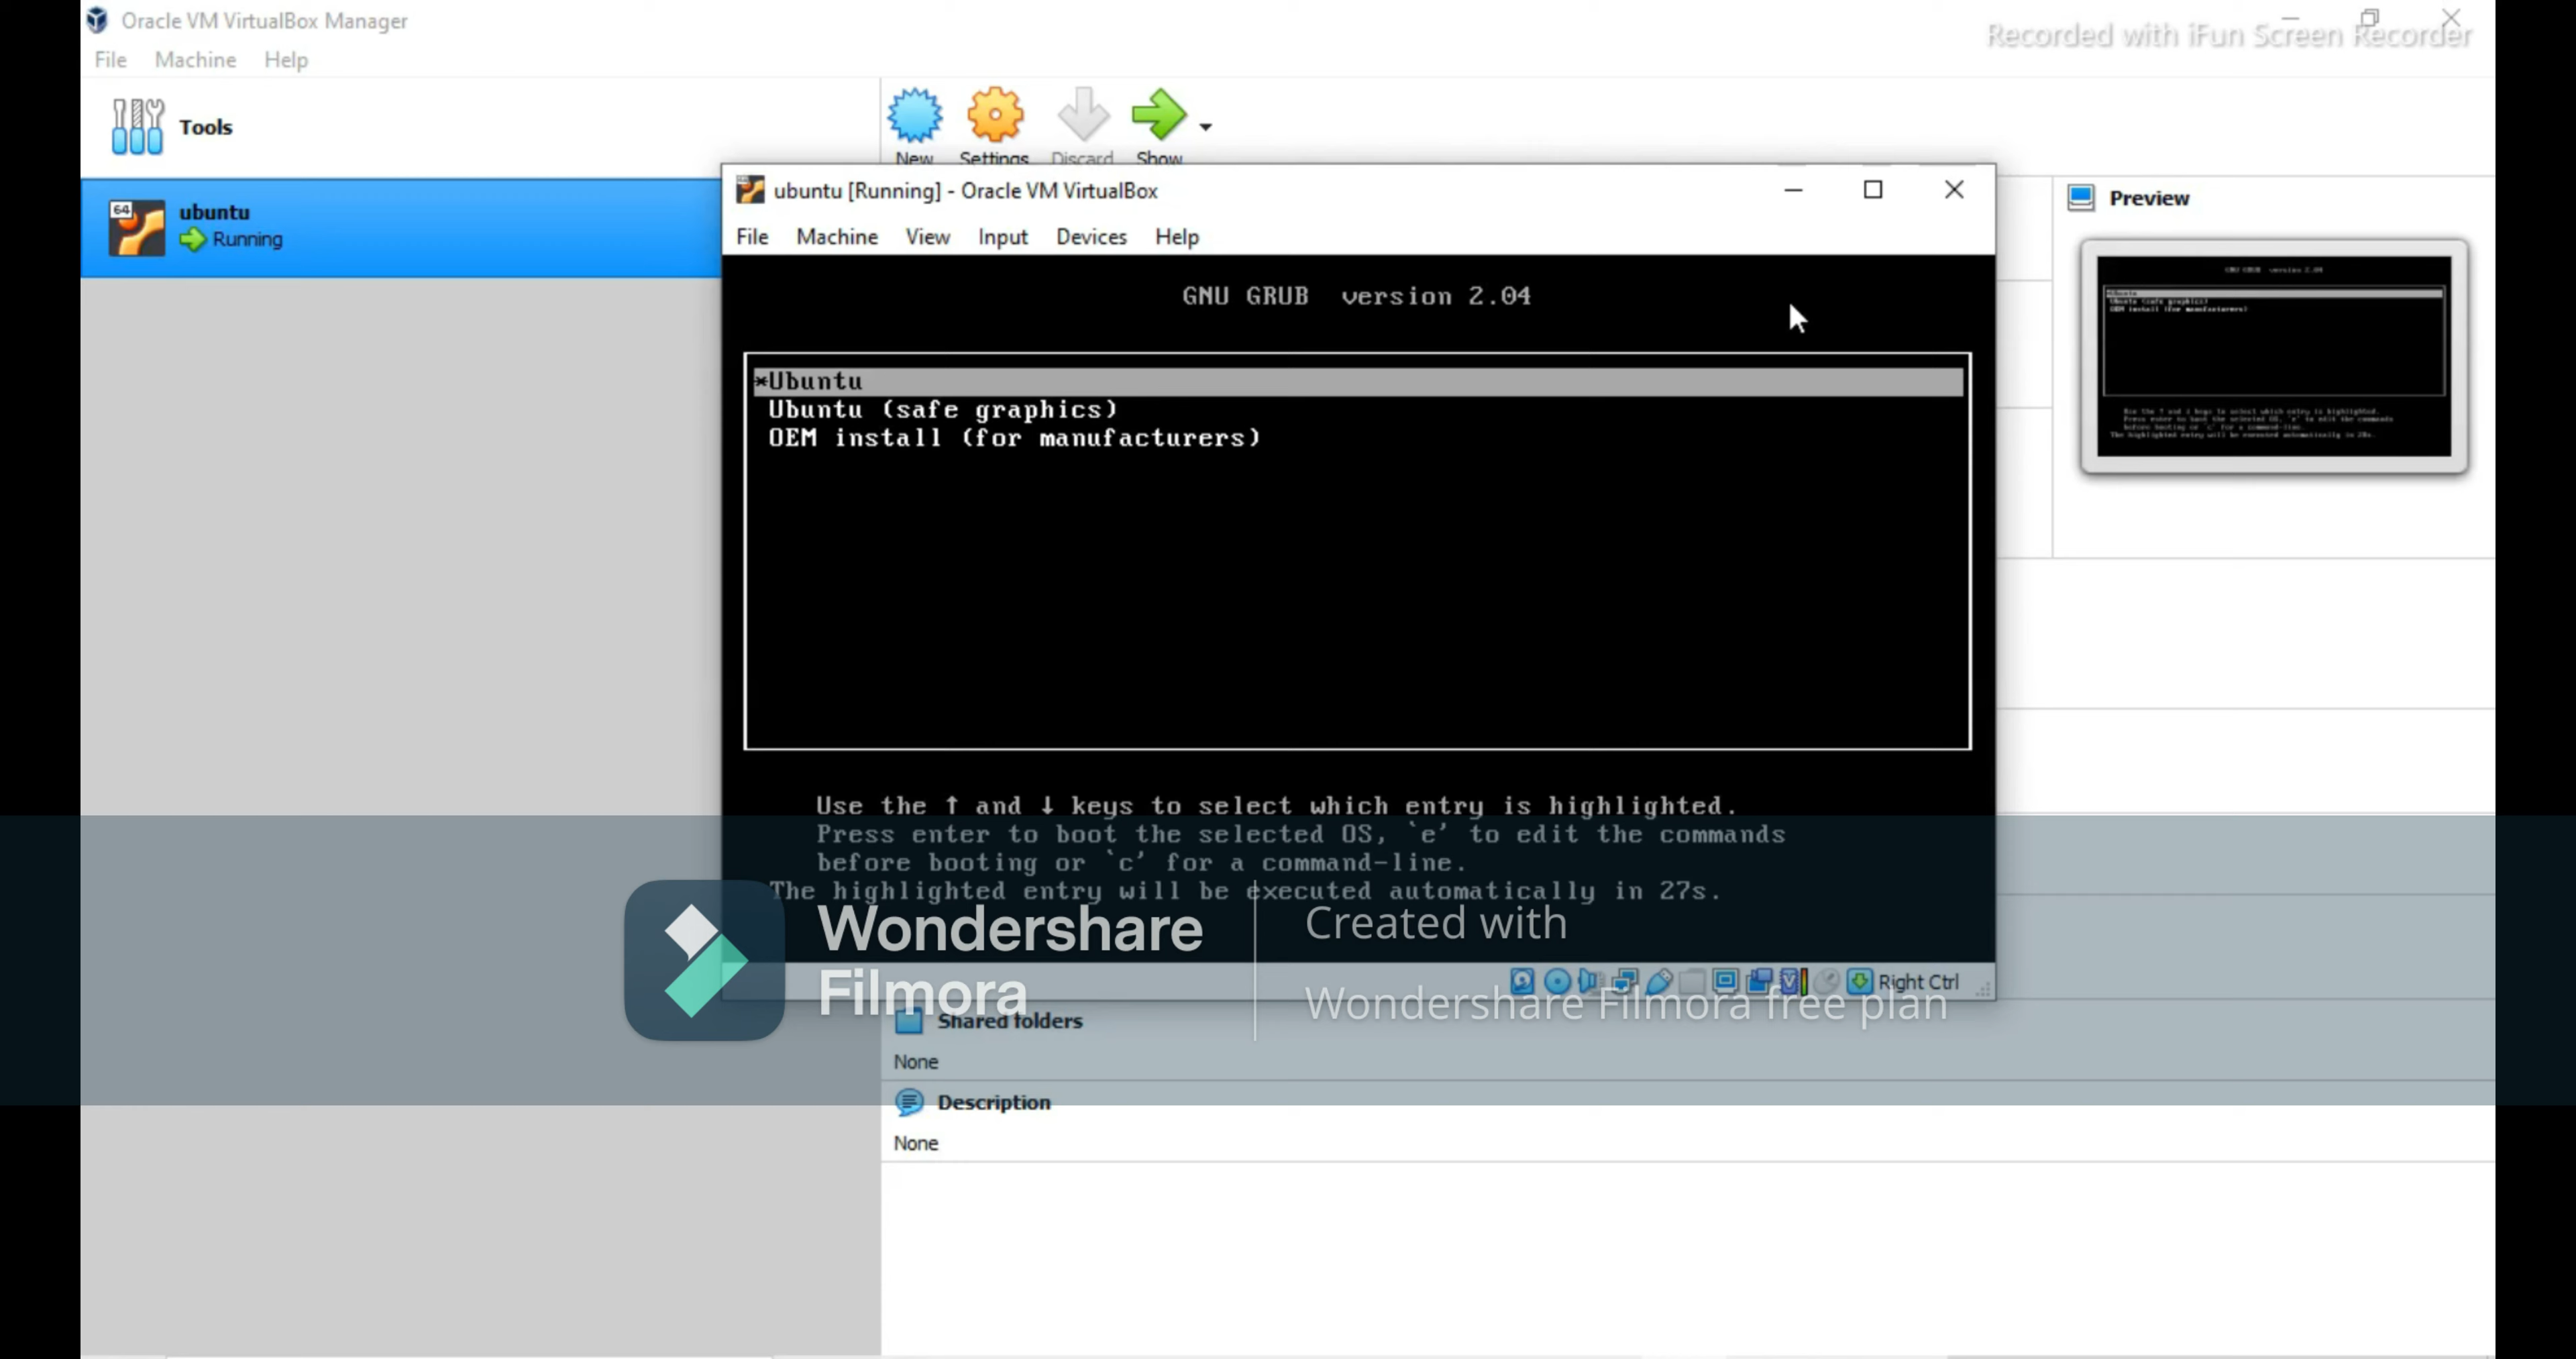 Oracle VM VirtualBox Manager
Recorded with iFun Screen Recorder
File Machine Help
Tools
New Settings Discard Show
ubuntu
64
Running
ubuntu [Running] - Oracle VM VirtualBox
File Machine View Input Devices Help
Preview
GNU GRUB version 2.04
*Ubuntu
Ubuntu (safe graphics)
OEM install (for manufacturers)
Use the ↑ and ↓ keys to select which entry is highlighted.
Press enter to boot the selected OS, `e' to edit the commands
before booting or `c' for a command-line.
The highlighted entry will be executed automatically in 27s.
Wondershare
Filmora
Created with
Wondershare Filmora free plan
Right Ctrl
Shared folders
None
Description
None